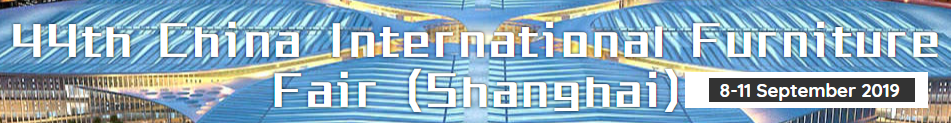 44th China International Furniture
Fair (Shanghai)
8-11 September 2019